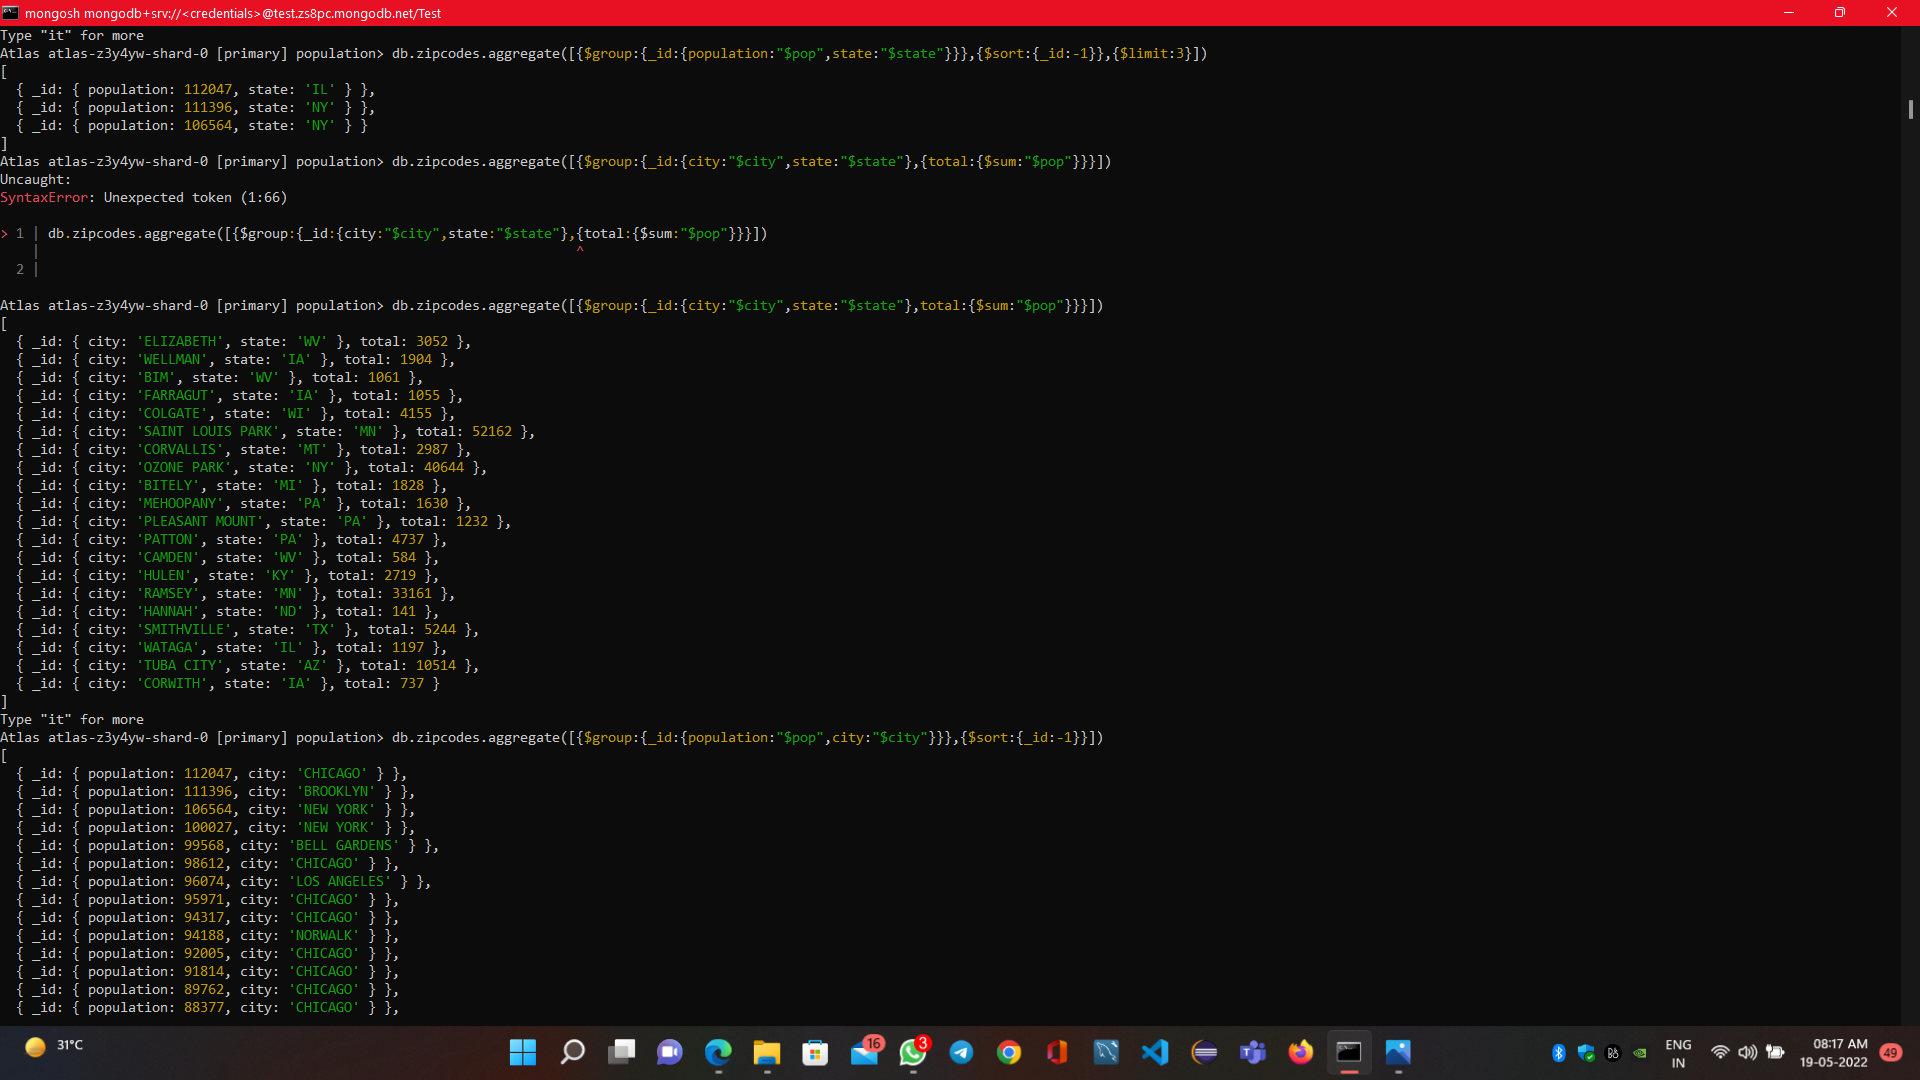 mongosh mongodb+srv://<credentials>@test.zs8pc.mongodb.net/Test
Type "it" for more
Atlas atlas-z3y4yw-shard-0 [primary] population> db.zipcodes.aggregate([{$group:{_id:{population:"$pop",state:"$state"}}},{$sort:{_id:-1}},{$limit:3}])
[
  { _id: { population: 112047, state: 'IL' } },
  { _id: { population: 111396, state: 'NY' } },
  { _id: { population: 106564, state: 'NY' } }
]
Atlas atlas-z3y4yw-shard-0 [primary] population> db.zipcodes.aggregate([{$group:{_id:{city:"$city",state:"$state"},{total:{$sum:"$pop"}}}])
Uncaught:
SyntaxError: Unexpected token (1:66)
> 1 | db.zipcodes.aggregate([{$group:{_id:{city:"$city",state:"$state"},{total:{$sum:"$pop"}}}])
    |                                                                   ^
  2 |
Atlas atlas-z3y4yw-shard-0 [primary] population> db.zipcodes.aggregate([{$group:{_id:{city:"$city",state:"$state"},total:{$sum:"$pop"}}}])
[
  { _id: { city: 'ELIZABETH', state: 'WV' }, total: 3052 },
  { _id: { city: 'WELLMAN', state: 'IA' }, total: 1904 },
  { _id: { city: 'BIM', state: 'WV' }, total: 1061 },
  { _id: { city: 'FARRAGUT', state: 'IA' }, total: 1055 },
  { _id: { city: 'COLGATE', state: 'WI' }, total: 4155 },
  { _id: { city: 'SAINT LOUIS PARK', state: 'MN' }, total: 52162 },
  { _id: { city: 'CORVALLIS', state: 'MT' }, total: 2987 },
  { _id: { city: 'OZONE PARK', state: 'NY' }, total: 40644 },
  { _id: { city: 'BITELY', state: 'MI' }, total: 1828 },
  { _id: { city: 'MEHOOPANY', state: 'PA' }, total: 1630 },
  { _id: { city: 'PLEASANT MOUNT', state: 'PA' }, total: 1232 },
  { _id: { city: 'PATTON', state: 'PA' }, total: 4737 },
  { _id: { city: 'CAMDEN', state: 'WV' }, total: 584 },
  { _id: { city: 'HULEN', state: 'KY' }, total: 2719 },
  { _id: { city: 'RAMSEY', state: 'MN' }, total: 33161 },
  { _id: { city: 'HANNAH', state: 'ND' }, total: 141 },
  { _id: { city: 'SMITHVILLE', state: 'TX' }, total: 5244 },
  { _id: { city: 'WATAGA', state: 'IL' }, total: 1197 },
  { _id: { city: 'TUBA CITY', state: 'AZ' }, total: 10514 },
  { _id: { city: 'CORWITH', state: 'IA' }, total: 737 }
]
Type "it" for more
Atlas atlas-z3y4yw-shard-0 [primary] population> db.zipcodes.aggregate([{$group:{_id:{population:"$pop",city:"$city"}}},{$sort:{_id:-1}}])
[
  { _id: { population: 112047, city: 'CHICAGO' } },
  { _id: { population: 111396, city: 'BROOKLYN' } },
  { _id: { population: 106564, city: 'NEW YORK' } },
  { _id: { population: 100027, city: 'NEW YORK' } },
  { _id: { population: 99568, city: 'BELL GARDENS' } },
  { _id: { population: 98612, city: 'CHICAGO' } },
  { _id: { population: 96074, city: 'LOS ANGELES' } },
  { _id: { population: 95971, city: 'CHICAGO' } },
  { _id: { population: 94317, city: 'CHICAGO' } },
  { _id: { population: 94188, city: 'NORWALK' } },
  { _id: { population: 92005, city: 'CHICAGO' } },
  { _id: { population: 91814, city: 'CHICAGO' } },
  { _id: { population: 89762, city: 'CHICAGO' } },
  { _id: { population: 88377, city: 'CHICAGO' } },
31°C
16
3
ENG
IN
08:17 AM
19-05-2022
49